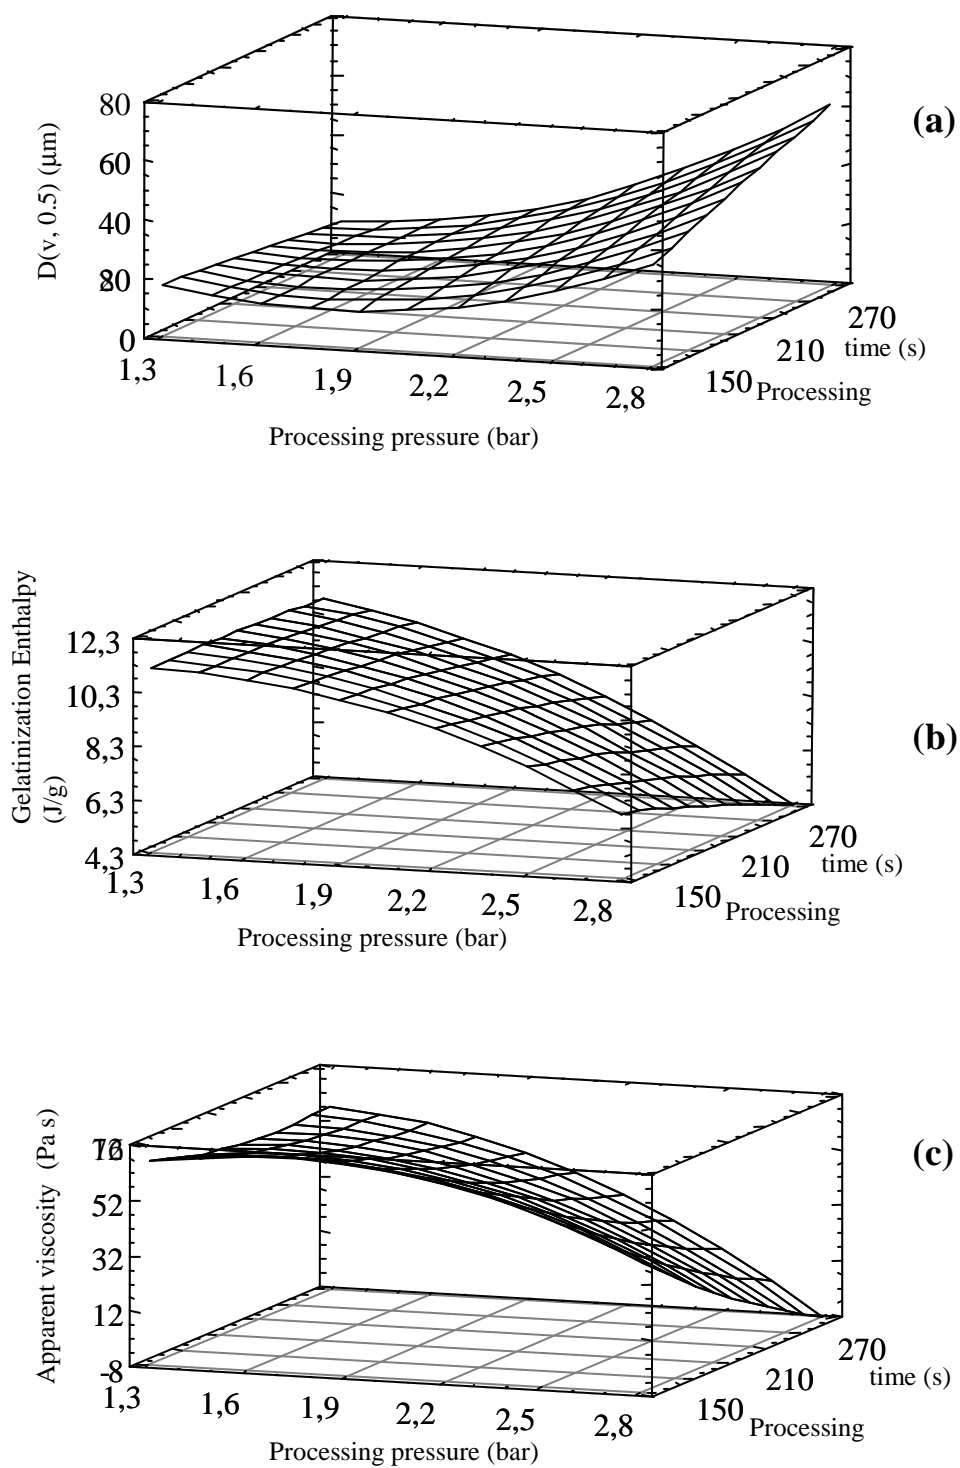 (a)
D(v, 0.5) (µm)
80
60
40
20
0
1,3
1,6
1,9
2,2
2,5
2,8
Processing pressure (bar)
150
210
270
Processing
time (s)
(b)
Gelatinization Enthalpy
(J/g)
12,3
10,3
8,3
6,3
4,3
1,3
1,6
1,9
2,2
2,5
2,8
Processing pressure (bar)
150
210
270
Processing
time (s)
(c)
Apparent viscosity (Pa s)
52
32
12
-8
1,3
1,6
1,9
2,2
2,5
2,8
Processing pressure (bar)
150
210
270
Processing
time (s)